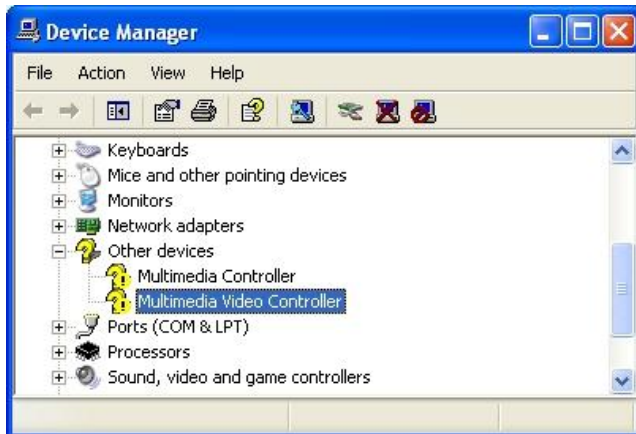 Device Manager
File Action View Help
Keyboards
Mice and other pointing devices
Monitors
Network adapters
Other devices
Multimedia Controller
Multimedia Video Controller
Ports (COM & LPT)
Processors
Sound, video and game controllers